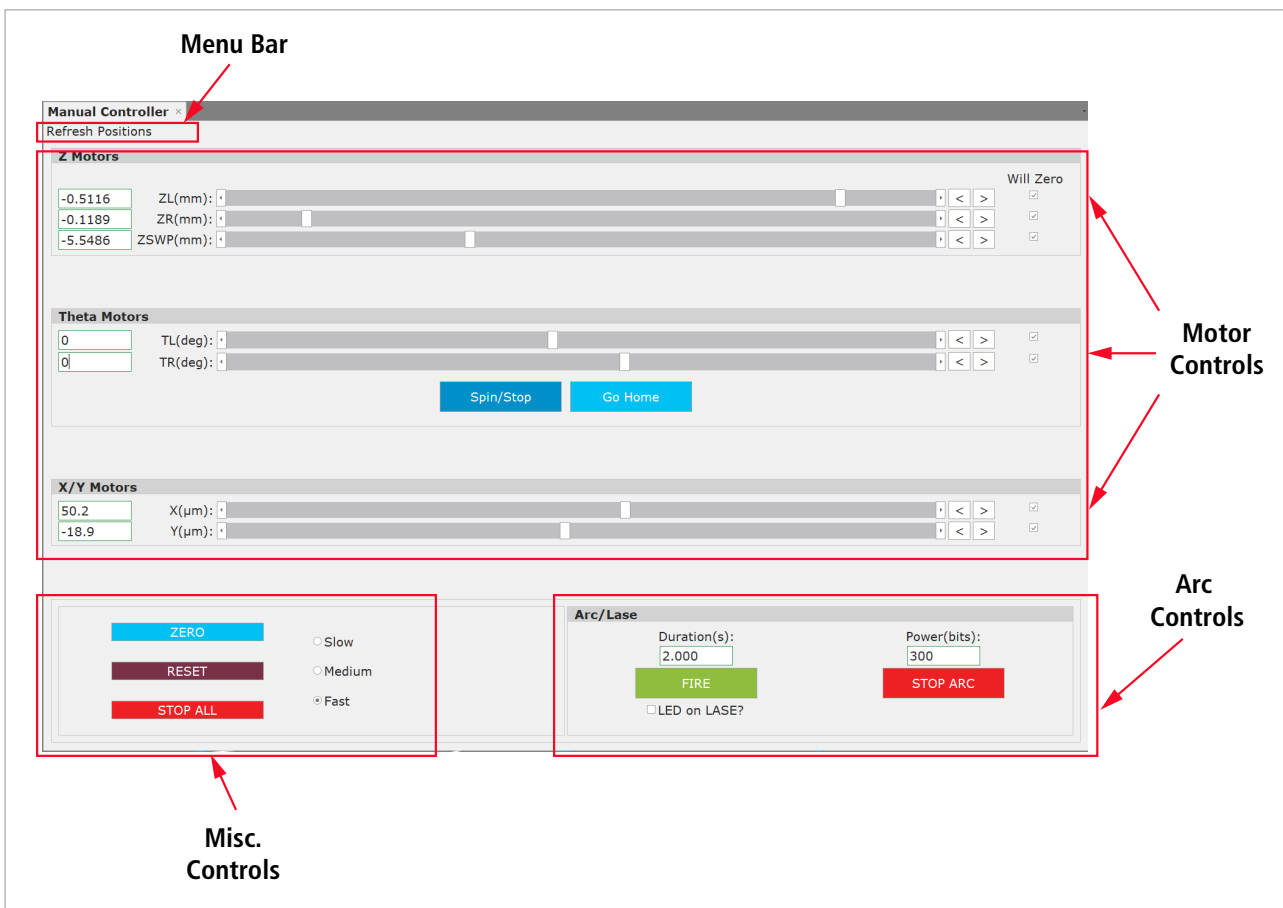 Menu Bar
Manual Controller ×
Refresh Positions
Z Motors
Will Zero
-0.5116 ZL(mm): < >
-0.1189 ZR(mm): < >
-5.5486 ZSWP(mm): < >
Theta Motors
0 TL(deg): < >
0 TR(deg): < >
Spin/Stop Go Home
Motor
Controls
X/Y Motors
50.2 X(µm): < >
-18.9 Y(µm): < >
Arc
Controls
ZERO
RESET
STOP ALL
Slow
Medium
Fast
Arc/Lase
Duration(s): Power(bits):
2.000 300
FIRE STOP ARC
LED on LASE?
Misc.
Controls